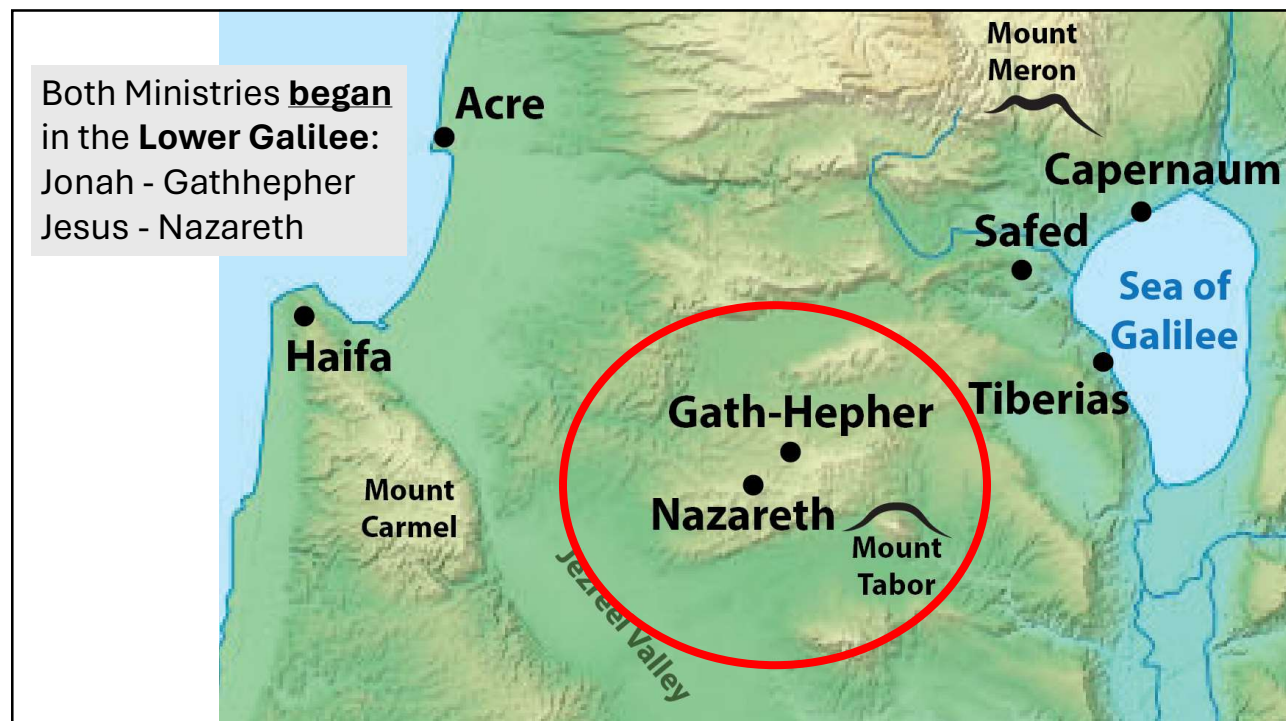 Both Ministries began
in the Lower Galilee:
Jonah - Gathhepher
Jesus - Nazareth
Mount
Meron
Acre
Capernaum
Safed
Sea of
Galilee
Haifa
Tiberias
Gath-Hepher
Nazareth
Mount
Carmel
Mount
Tabor
Jezreel Valley